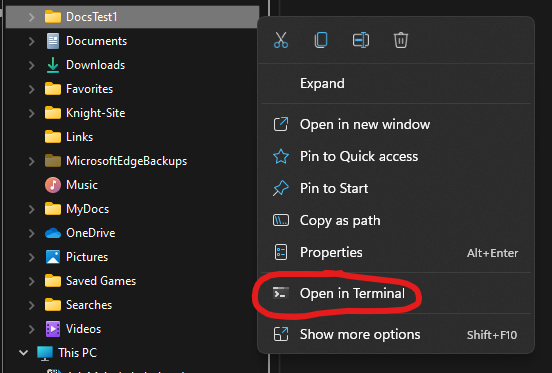 DocsTest1
Documents
Downloads
Favorites
Knight-Site
Links
MicrosoftEdgeBackups
Music
MyDocs
OneDrive
Pictures
Saved Games
Searches
Videos
This PC
Expand
Open in new window
Pin to Quick access
Pin to Start
Copy as path
Properties Alt+Enter
Open in Terminal
Show more options Shift+F10